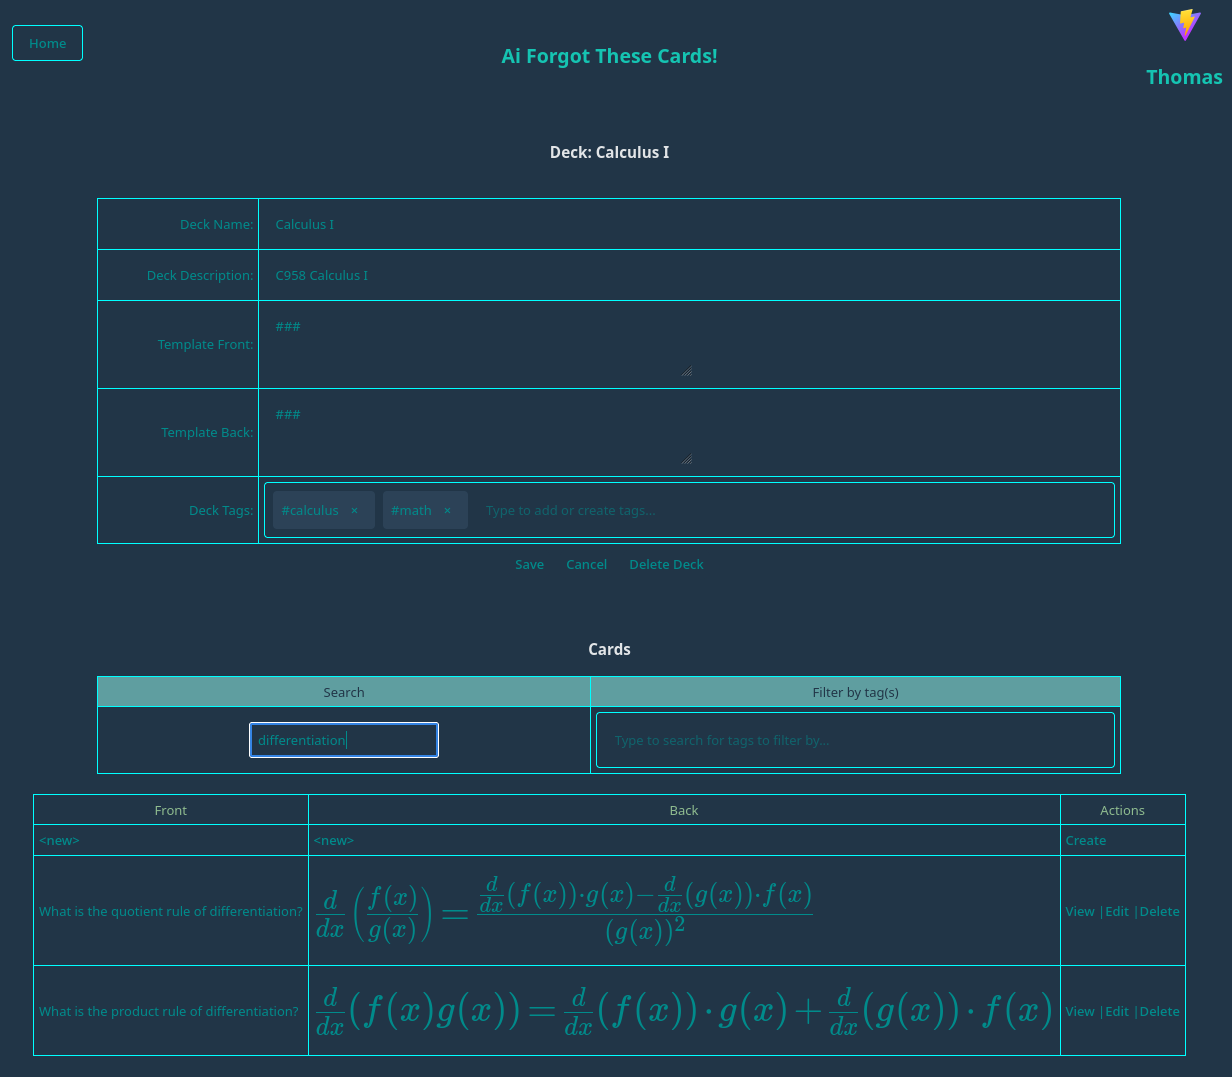 Home
Ai Forgot These Cards!
Thomas
Deck: Calculus I
Deck Name: Calculus I
Deck Description: C958 Calculus I
Template Front: ###
Template Back: ###
Deck Tags: #calculus × #math × Type to add or create tags...
Save Cancel Delete Deck
Cards
Search Filter by tag(s)
differentiation Type to search for tags to filter by...
Front Back Actions
<new> <new> Create
What is the quotient rule of differentiation? \frac{d}{dx}\left(\frac{f(x)}{g(x)}\right)=\frac{\frac{d}{dx}(f(x))\cdot g(x)-\frac{d}{dx}(g(x))\cdot f(x)}{(g(x))^2} View |Edit |Delete
What is the product rule of differentiation? \frac{d}{dx}(f(x)g(x))=\frac{d}{dx}(f(x))\cdot g(x)+\frac{d}{dx}(g(x))\cdot f(x) View |Edit |Delete